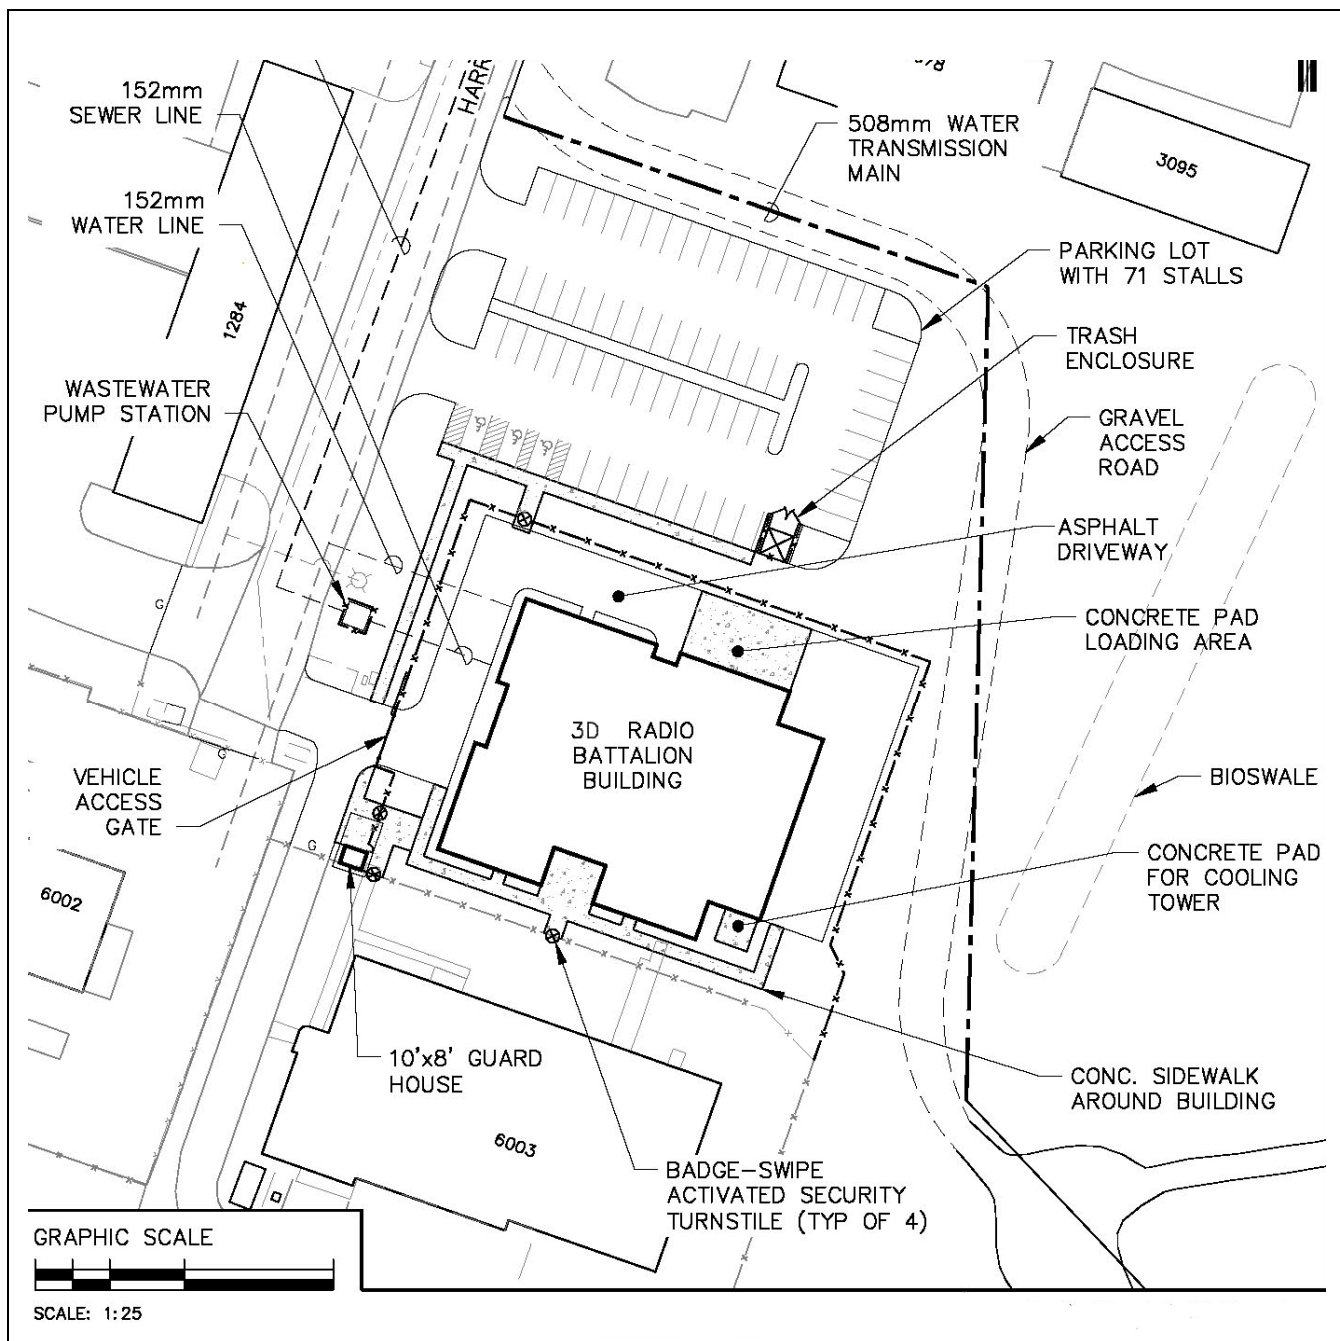 152mm
SEWER LINE
HARR
078
508mm WATER
TRANSMISSION
MAIN
3095
152mm
WATER LINE
PARKING LOT
WITH 71 STALLS
1284
TRASH
ENCLOSURE
WASTEWATER
PUMP STATION
GRAVEL
ACCESS
ROAD
ASPHALT
DRIVEWAY
G
CONCRETE PAD
LOADING AREA
3D RADIO
BATTALION
BUILDING
G
VEHICLE
ACCESS
GATE
BIOSWALE
G
CONCRETE PAD
FOR COOLING
TOWER
6002
10'x8' GUARD
HOUSE
CONC. SIDEWALK
AROUND BUILDING
6003
BADGE-SWIPE
ACTIVATED SECURITY
TURNSTILE (TYP OF 4)
GRAPHIC SCALE
SCALE: 1:25